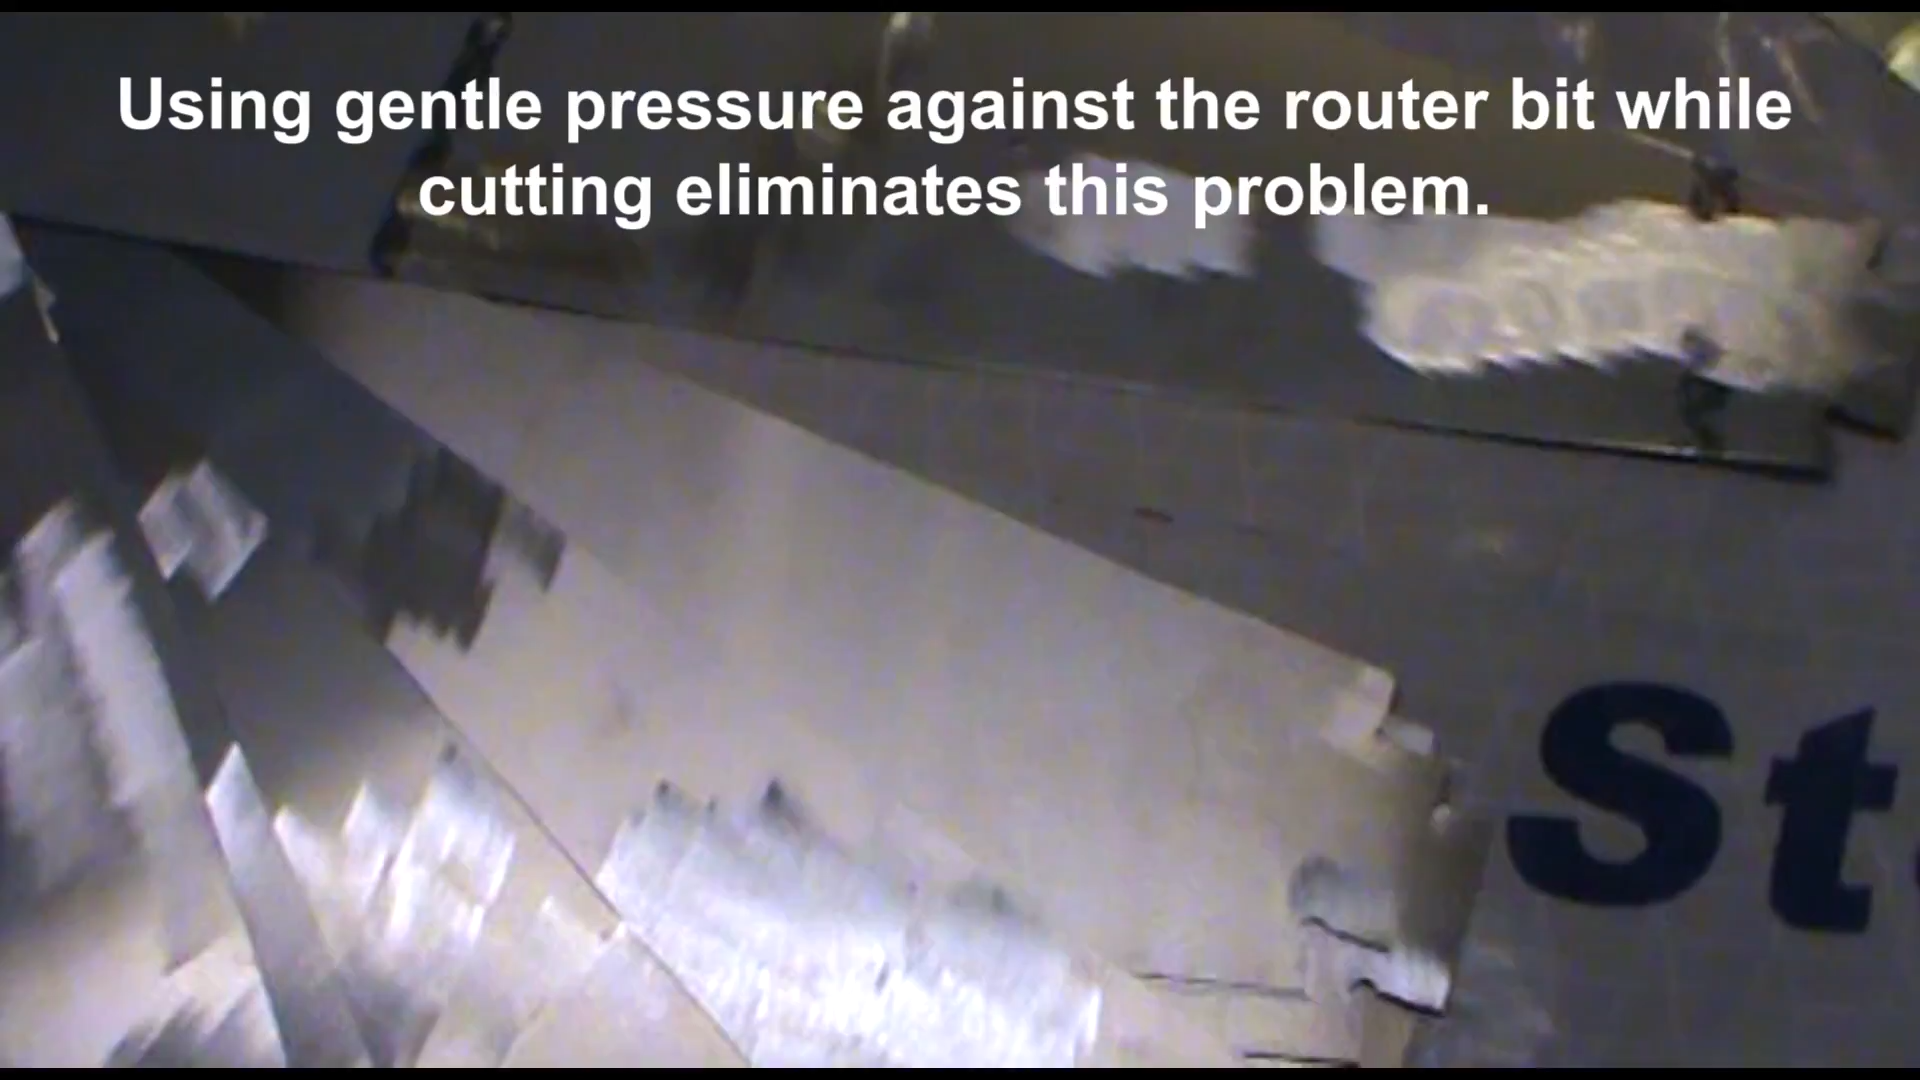 Using gentle pressure against the router bit while
cutting eliminates this problem.
St